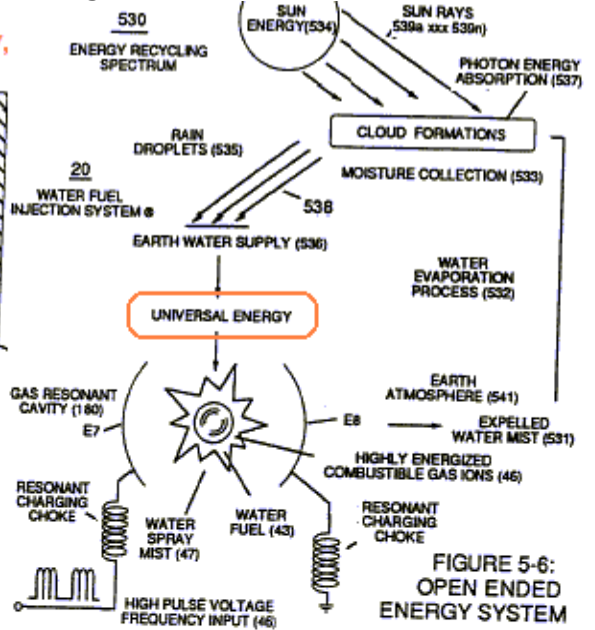 530
ENERGY RECYCLING
SPECTRUM
SUN
ENERGY(534)
SUN RAYS
539a xxx 539n)
PHOTON ENERGY
ABSORPTION (537)
CLOUD FORMATIONS
RAIN
DROPLETS (535)
MOISTURE COLLECTION (533)
20
WATER FUEL
INJECTION SYSTEM ®
538
EARTH WATER SUPPLY (536)
WATER
EVAPORATION
PROCESS (532)
UNIVERSAL ENERGY
GAS RESONANT
CAVITY (180)
E7
E8
EARTH
ATMOSPHERE (541)
EXPELLED
WATER MIST (531)
HIGHLY ENERGIZED
COMBUSTIBLE GAS IONS (46)
RESONANT
CHARGING
CHOKE
WATER
SPRAY
MIST (47)
WATER
FUEL (43)
RESONANT
CHARGING
CHOKE
HIGH PULSE VOLTAGE
FREQUENCY INPUT (46)
FIGURE 5-6:
OPEN ENDED
ENERGY SYSTEM